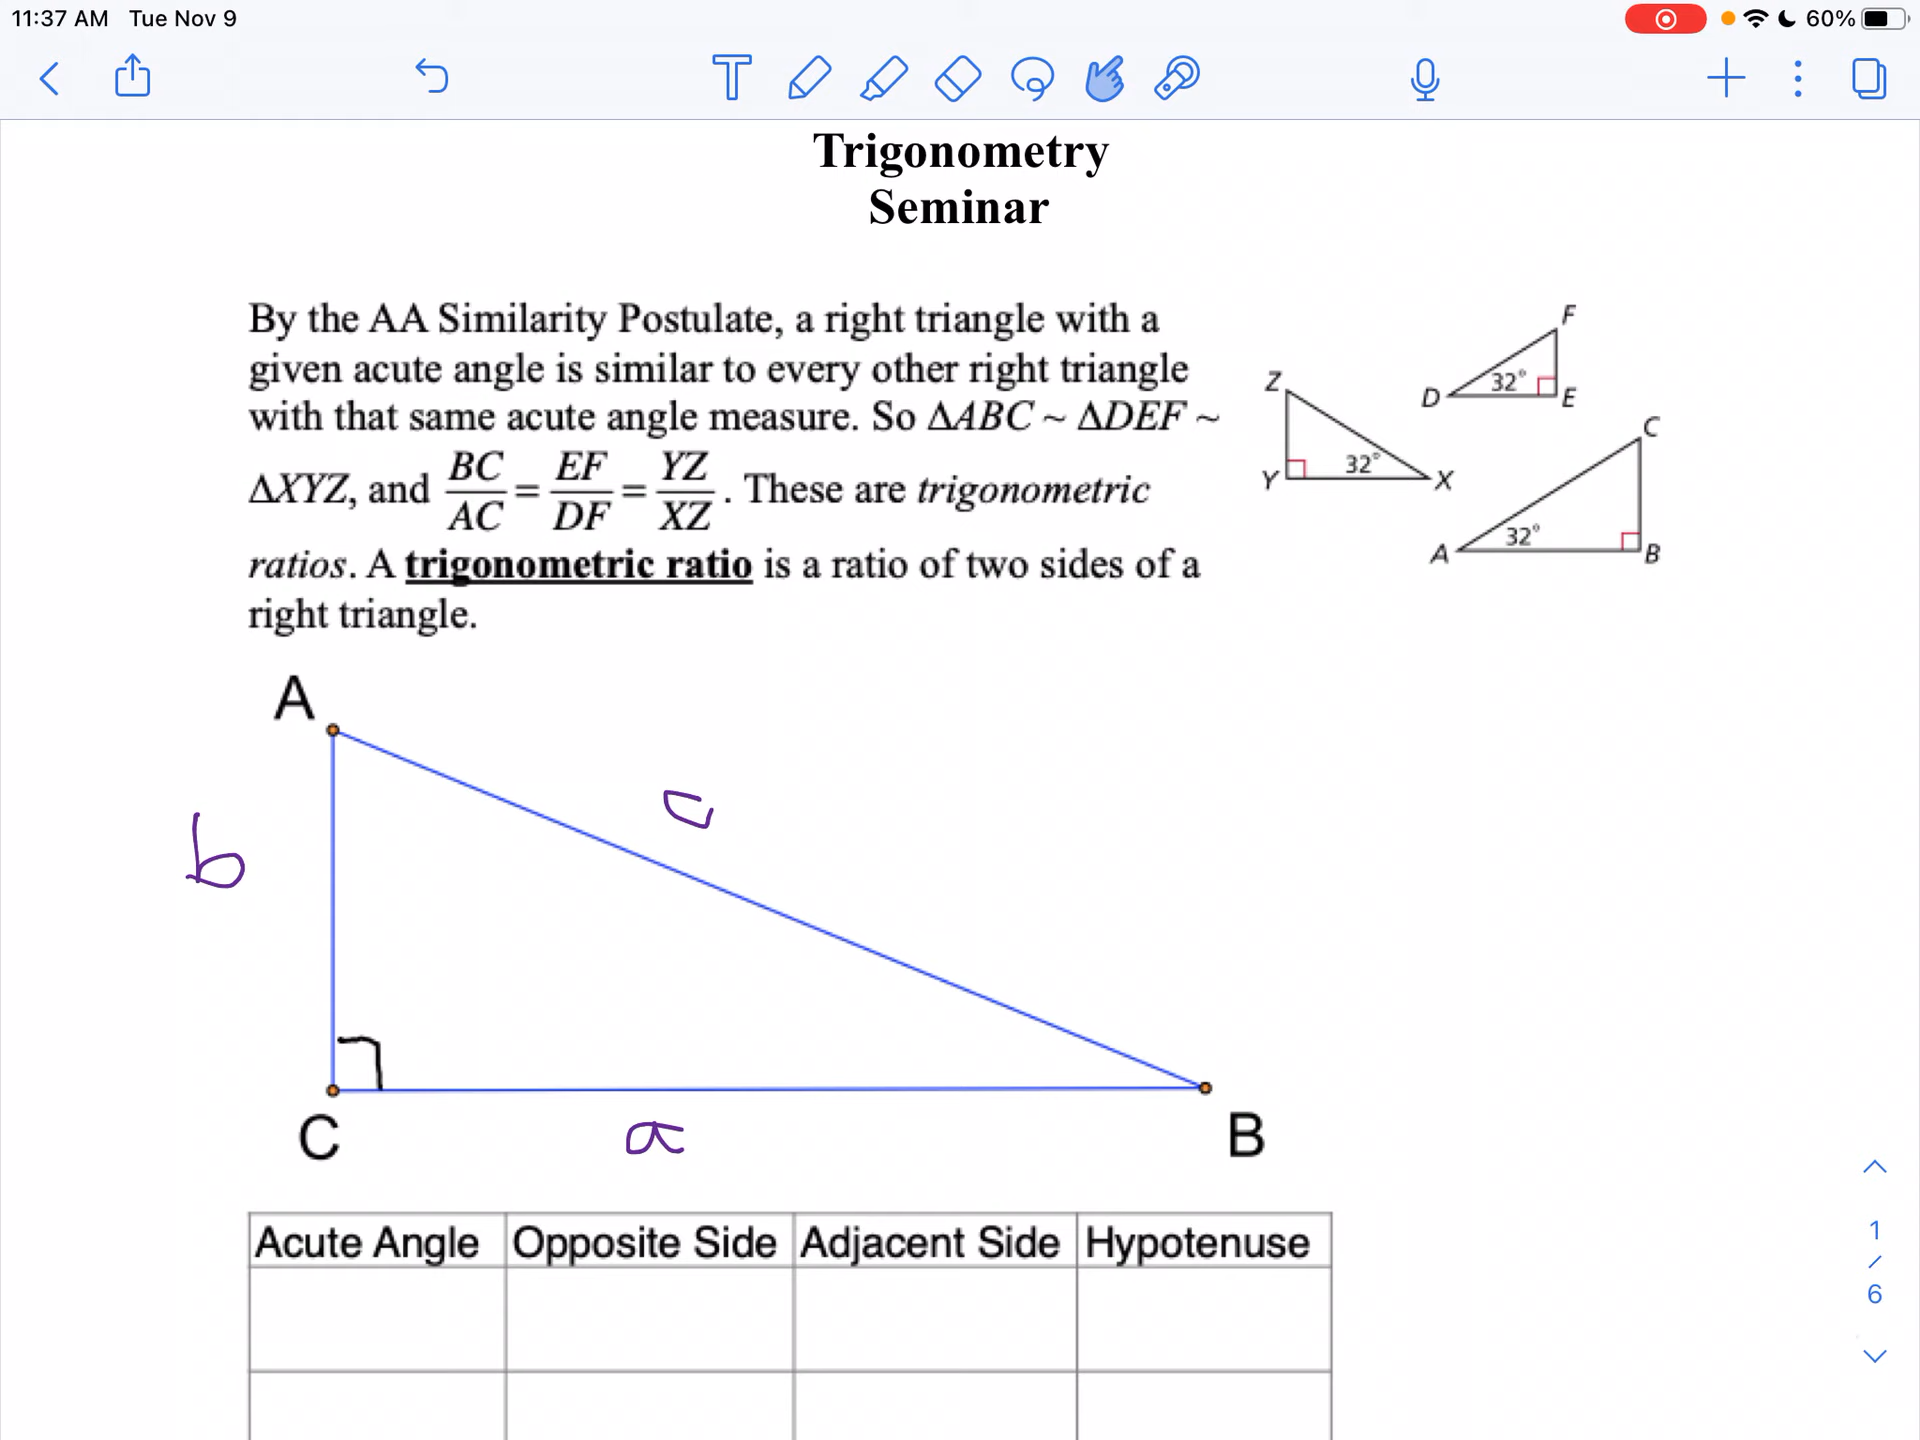 11:37 AM Tue Nov 9
60%
Trigonometry
Seminar
By the AA Similarity Postulate, a right triangle with a
given acute angle is similar to every other right triangle
with that same acute angle measure. So ΔABC ~ ΔDEF ~
ΔXYZ, and BC/AC = EF/DF = YZ/XZ. These are trigonometric
ratios. A trigonometric ratio is a ratio of two sides of a
right triangle.
Z
Y
32°
X
D
32°
F
E
A
32°
C
B
A
b
c
C
a
B
Acute Angle Opposite Side Adjacent Side Hypotenuse
1
/
6